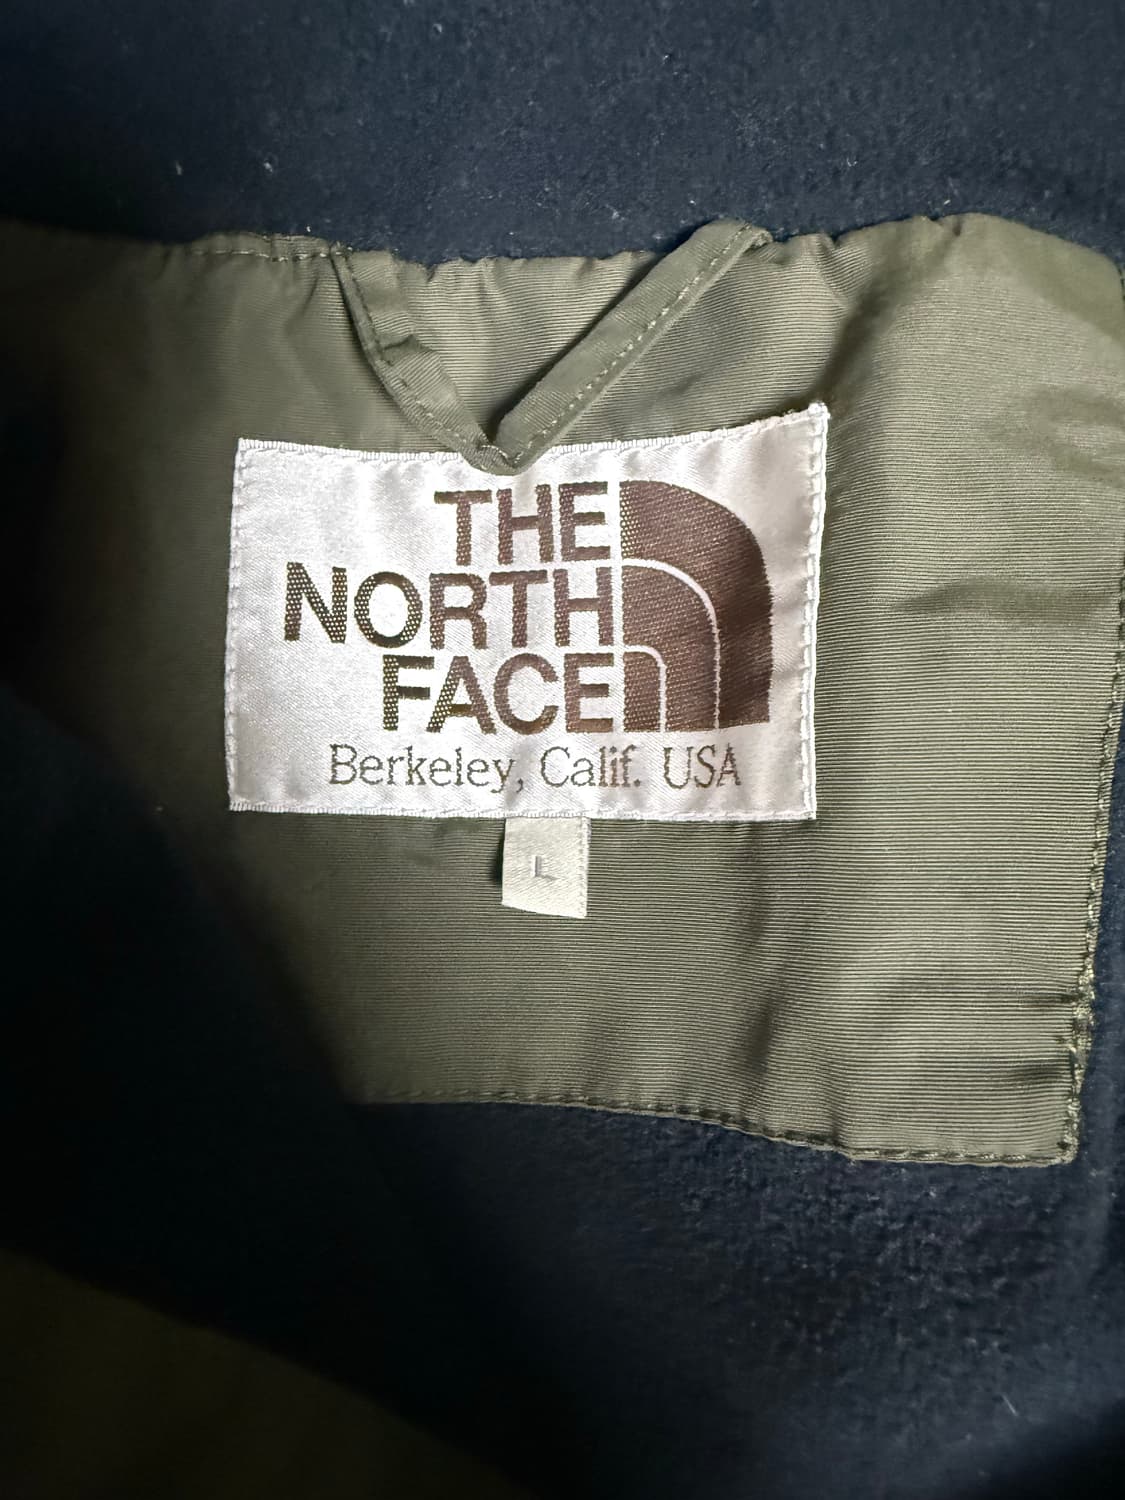 THE
NORTH
FACE
Berkeley, Calif. USA
L